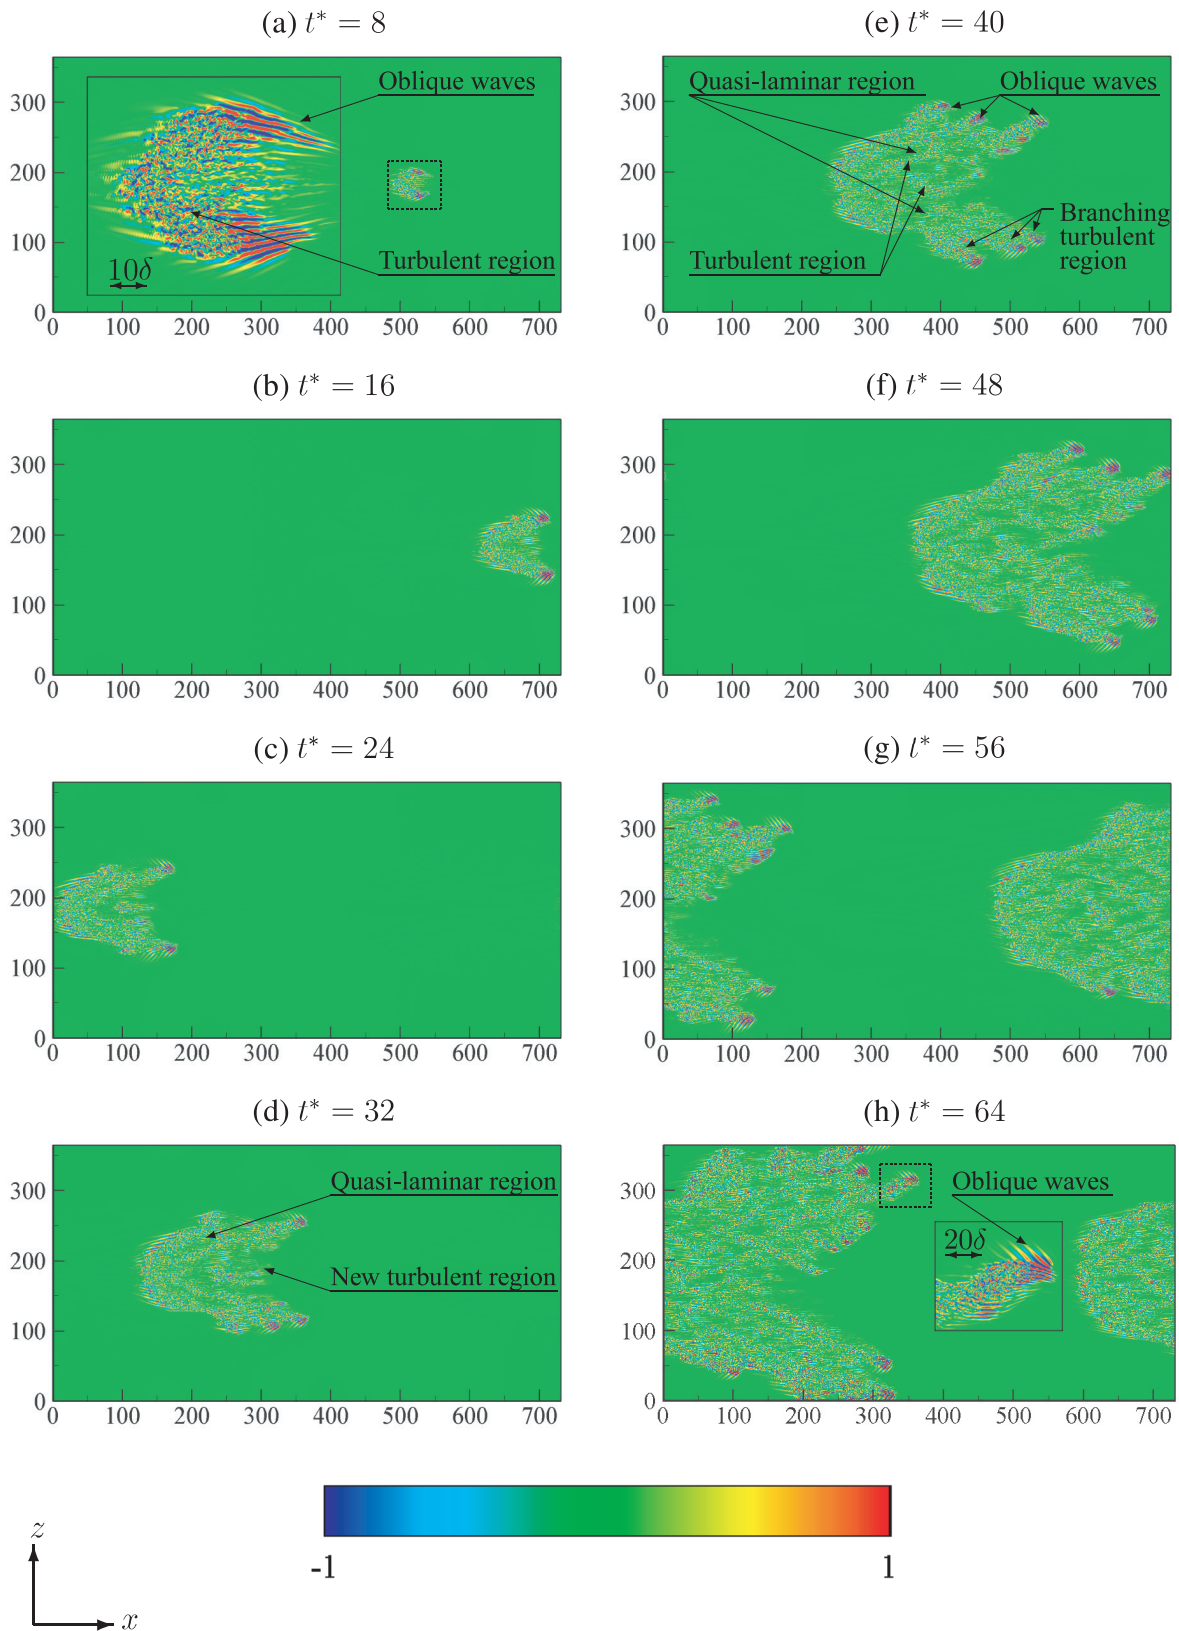 (a) t* = 8
Oblique waves
Turbulent region
10δ
300
200
100
0
0 100 200 300 400 500 600 700
(e) t* = 40
Quasi-laminar region
Oblique waves
Branching
turbulent
region
Turbulent region
300
200
100
0
0 100 200 300 400 500 600 700
(b) t* = 16
300
200
100
0
0 100 200 300 400 500 600 700
(f) t* = 48
300
200
100
0
0 100 200 300 400 500 600 700
(c) t* = 24
300
200
100
0
0 100 200 300 400 500 600 700
(g) t* = 56
300
200
100
0
0 100 200 300 400 500 600 700
(d) t* = 32
Quasi-laminar region
New turbulent region
300
200
100
0
0 100 200 300 400 500 600 700
(h) t* = 64
Oblique waves
20δ
300
200
100
0
0 100 200 300 400 500 600 700
-1 1
z
x